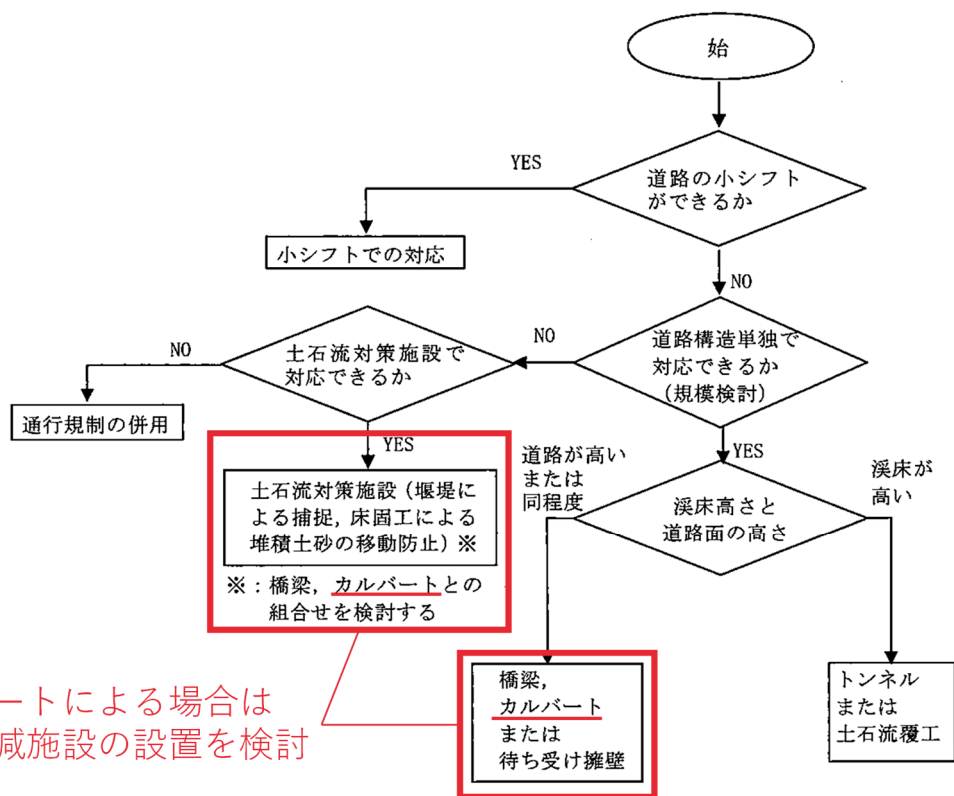 始
道路の小シフト
ができるか
YES
小シフトでの対応
NO
道路構造単独で
対応できるか
(規模検討)
NO
土石流対策施設で
対応できるか
NO
通行規制の併用
YES
土石流対策施設(堰堤に
よる捕捉,床固工による
堆積土砂の移動防止)※
※:橋梁,カルバートとの
組合せを検討する
YES
溪床高さと
道路面の高さ
道路が高い
または
同程度
溪床が
高い
橋梁,
カルバート
または
待ち受け擁壁
トンネル
または
土石流覆工
ートによる場合は
減施設の設置を検討